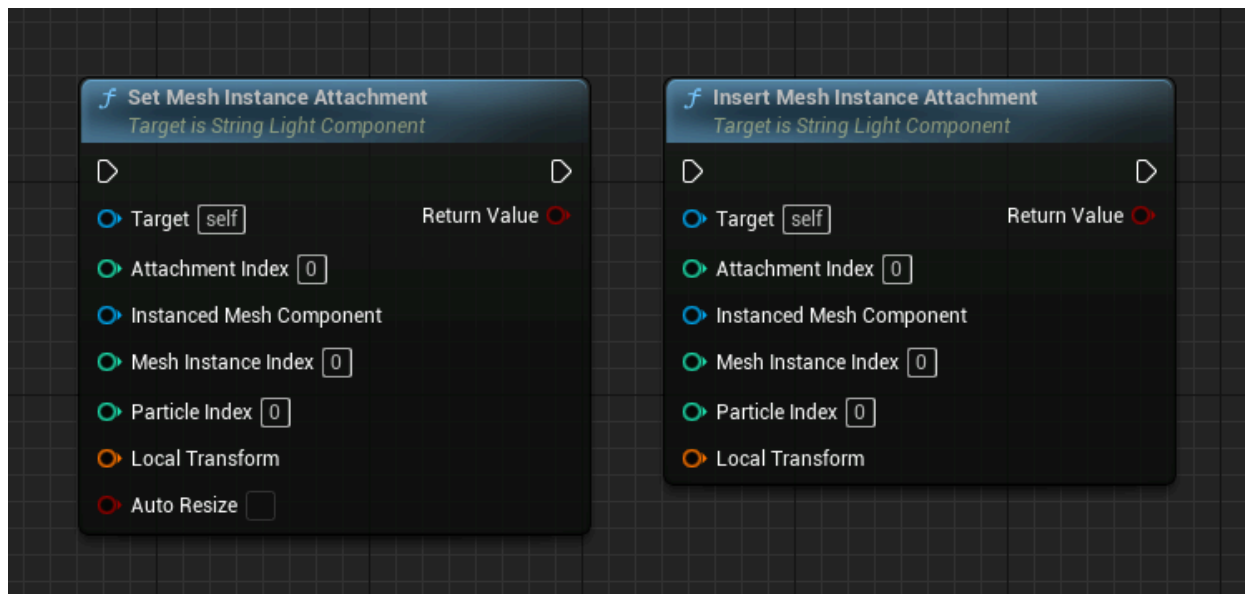 Set Mesh Instance Attachment
Target is String Light Component
Target self
Return Value
Attachment Index 0
Instanced Mesh Component
Mesh Instance Index 0
Particle Index 0
Local Transform
Auto Resize
Insert Mesh Instance Attachment
Target is String Light Component
Target self
Return Value
Attachment Index 0
Instanced Mesh Component
Mesh Instance Index 0
Particle Index 0
Local Transform